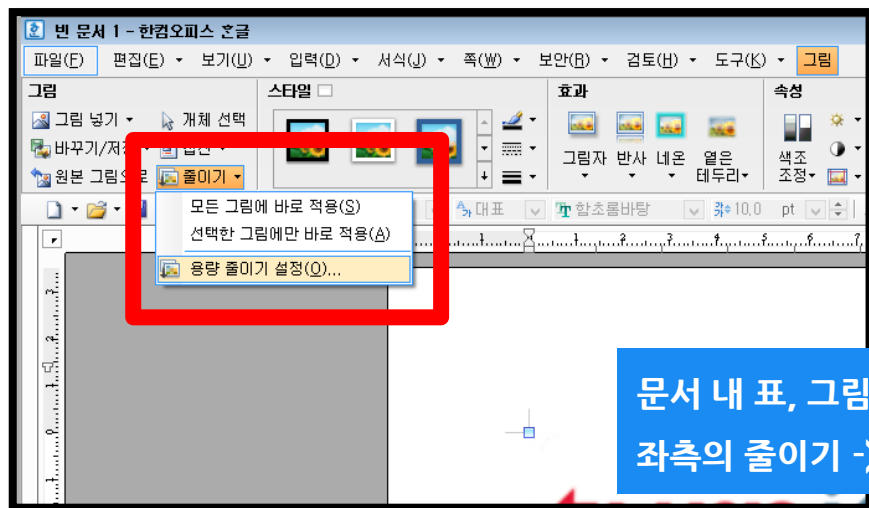 빈 문서 1 - 한컴오피스 흔글
파일(F) 편집(E) 보기(U) 입력(D) 서식(J) 쪽(W) 보안(R) 검토(H) 도구(K) 그림
그림 스타일 효과 속성
그림 넣기 개체 선택
바꾸기/저장
원본 그림으로 줄이기
그림자 반사 네온 옅은 테두리 색조 조정
모든 그림에 바로 적용(S)
대표 함초롬바탕 10,0 pt
선택한 그림에만 바로 적용(A)
용량 줄이기 설정(O)...
문서 내 표, 그림
좌측의 줄이기 -